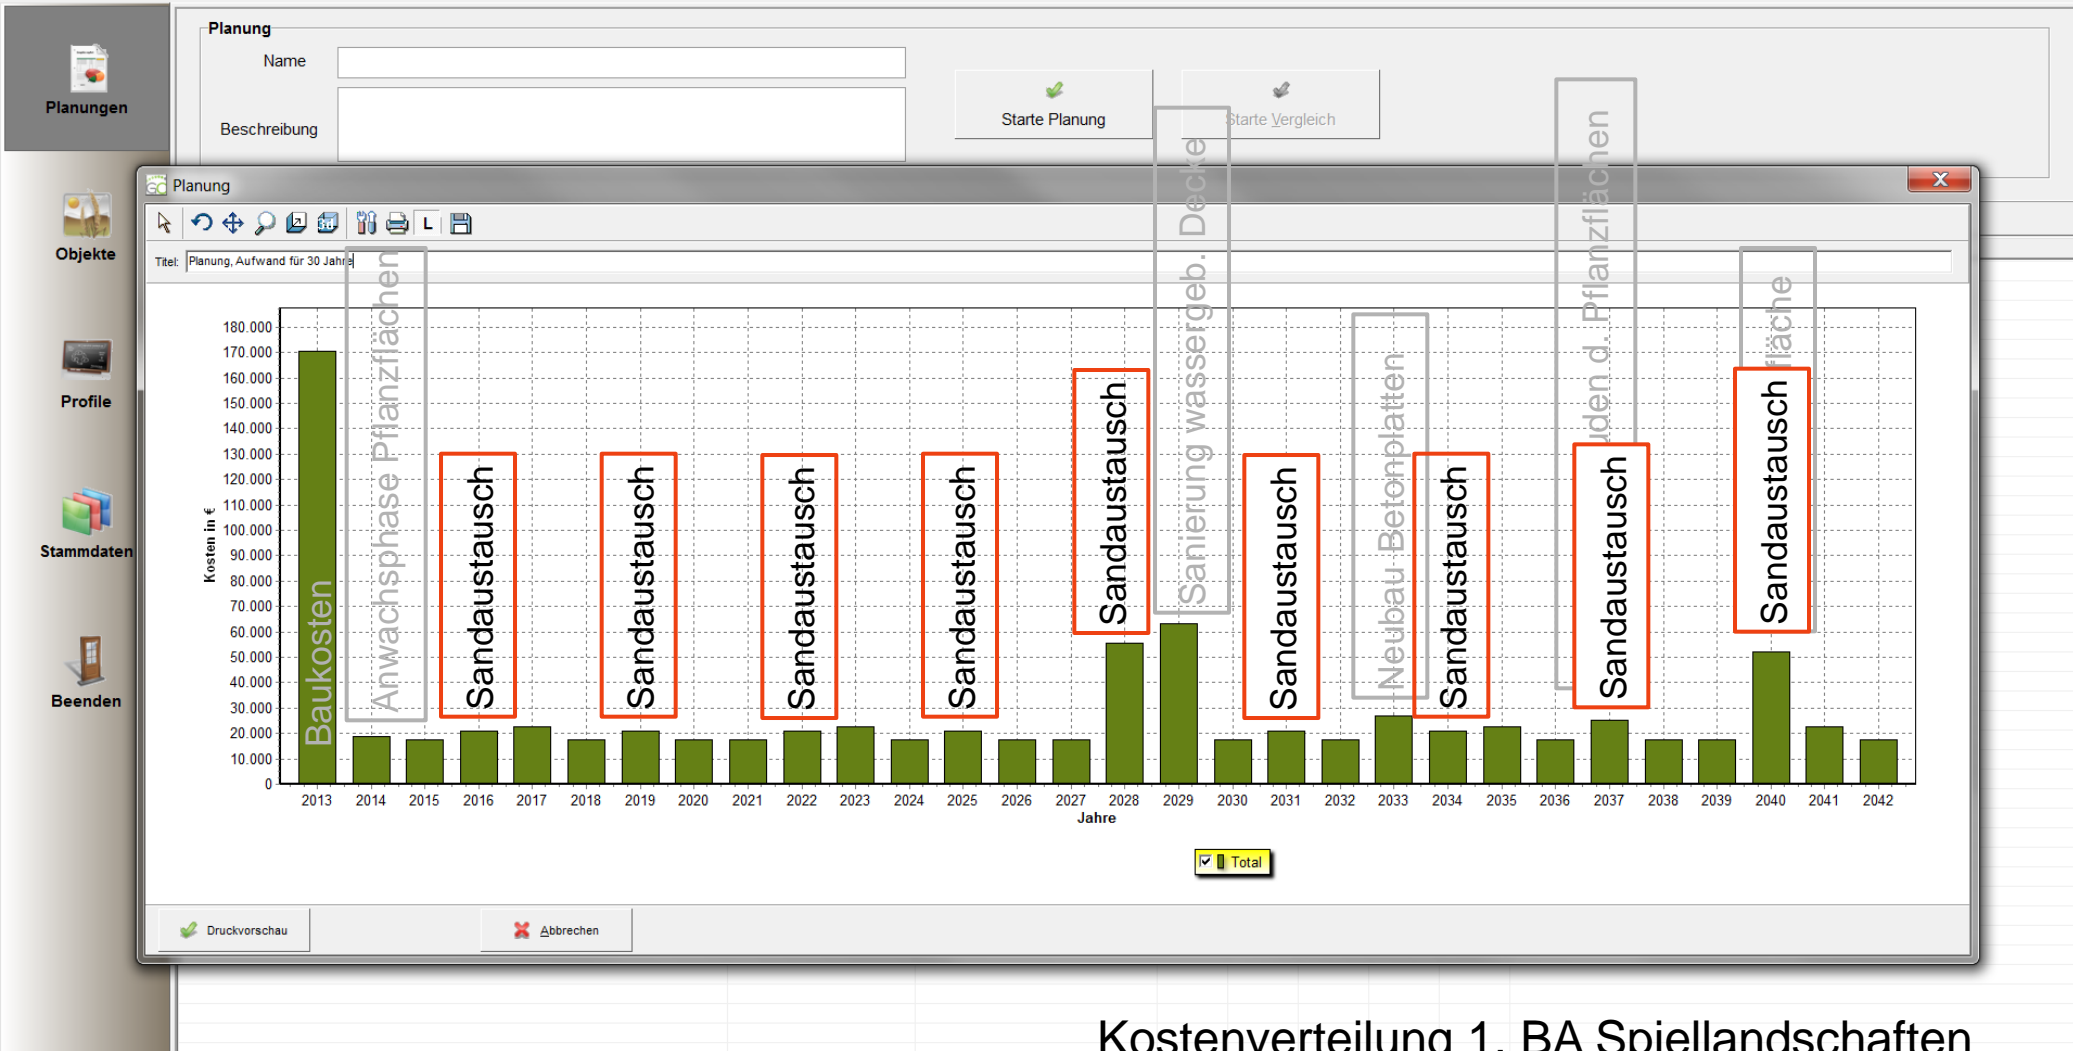 Planung
Name
Beschreibung
Starte Planung
Starte Vergleich
Planungen
Objekte
Profile
Stammdaten
Beenden
Planung
L
Titel: Planung, Aufwand für 30 Jahre
Kosten in €
180.000
170.000
160.000
150.000
140.000
130.000
120.000
110.000
100.000
90.000
80.000
70.000
60.000
50.000
40.000
30.000
20.000
10.000
0
Baukosten
Anwachsphase Pflanzflächen
Sandaustausch
Sandaustausch
Sandaustausch
Sandaustausch
Sandaustausch
Sanierung wassergeb. Decke
Sandaustausch
Neubau Betonplatten
Sandaustausch
d. Pflanzflächen
Sandaustausch
Sandaustausch
2013 2014 2015 2016 2017 2018 2019 2020 2021 2022 2023 2024 2025 2026 2027 2028 2029 2030 2031 2032 2033 2034 2035 2036 2037 2038 2039 2040 2041 2042
Jahre
Total
Druckvorschau
Abbrechen
Kostenverteilung 1. BA Spiellandschaften